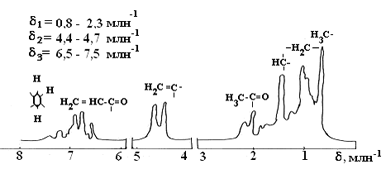 δ₁ = 0,8 - 2,3 млн⁻¹
δ₂ = 4,4 - 4,7 млн⁻¹
δ₃ = 6,5 - 7,5 млн⁻¹
H₃C-
-H₂C-
HC-
H
H
H
H₂C = HC-C=O
H₂C=C-
H₃C-C=O
8 7 6 5 4 3 2 1 δ, млн⁻¹